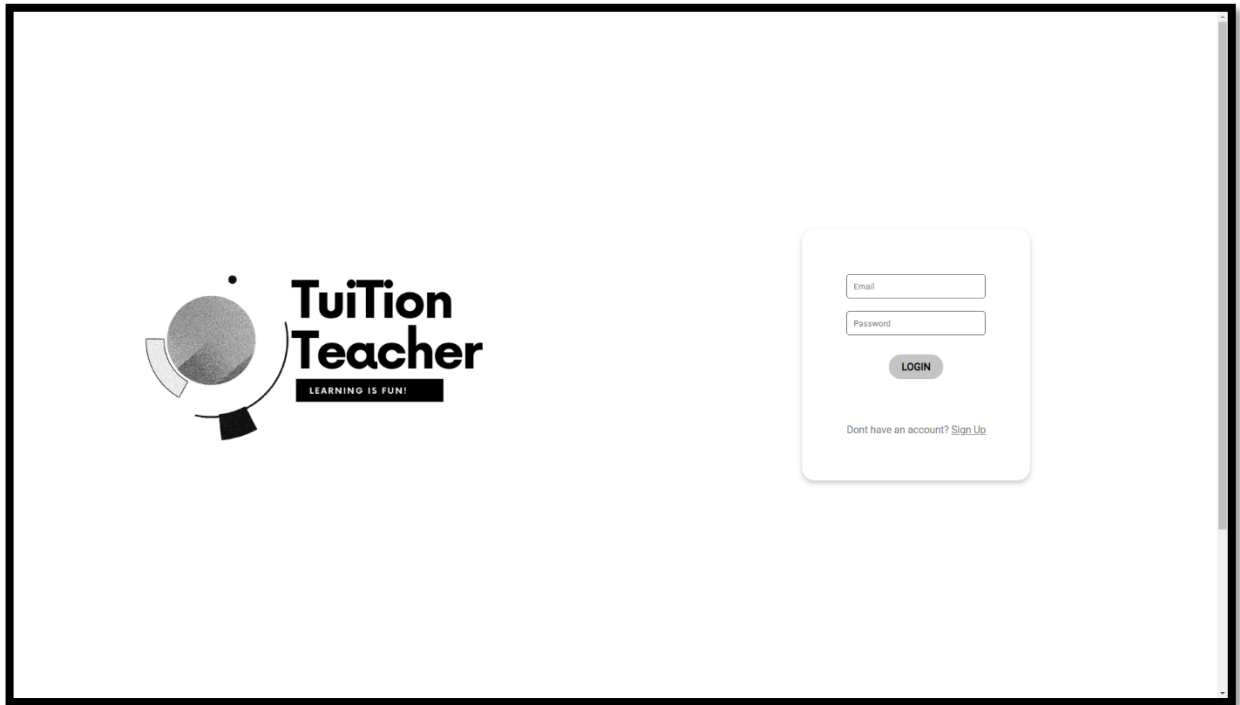 TuiTion
Teacher
LEARNING IS FUN!
Email
Password
LOGIN
Dont have an account? Sign Up